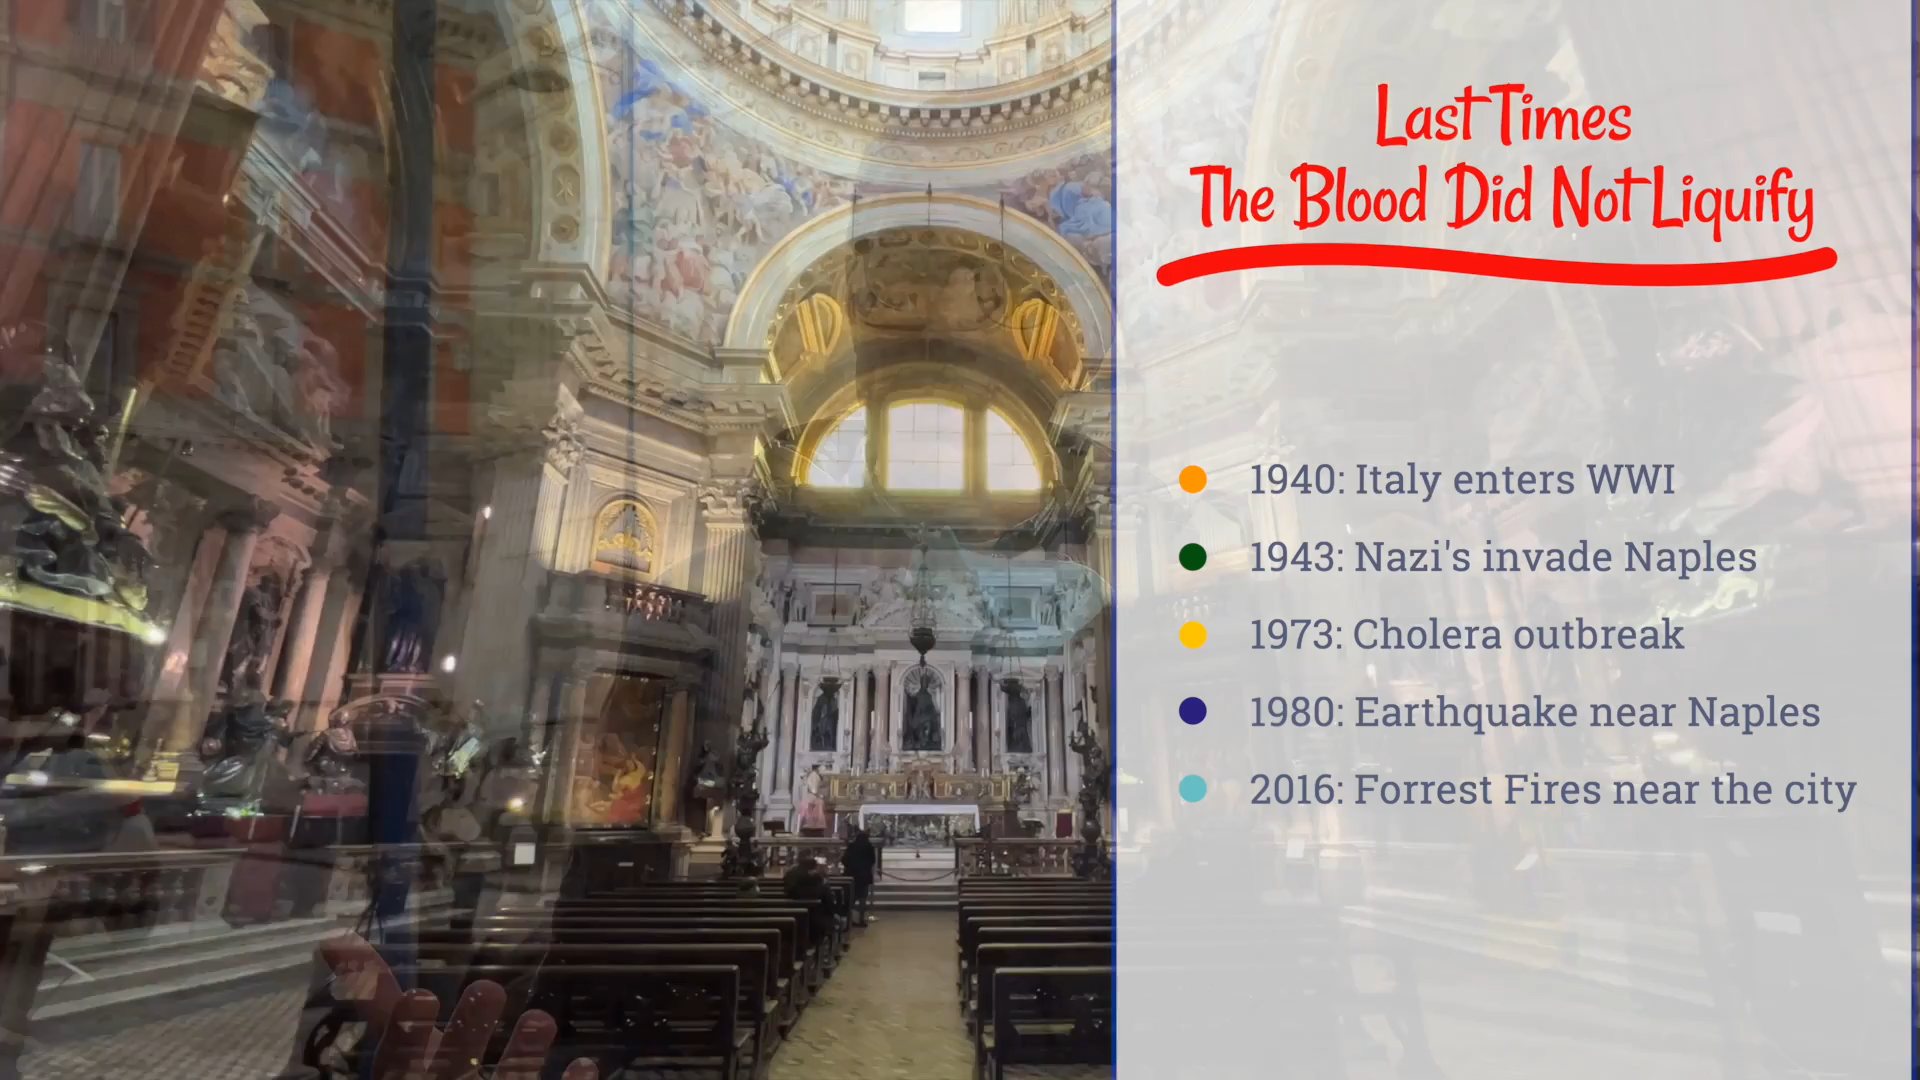 Last Times
The Blood Did Not Liquify
1940: Italy enters WWI
1943: Nazi's invade Naples
1973: Cholera outbreak
1980: Earthquake near Naples
2016: Forrest Fires near the city